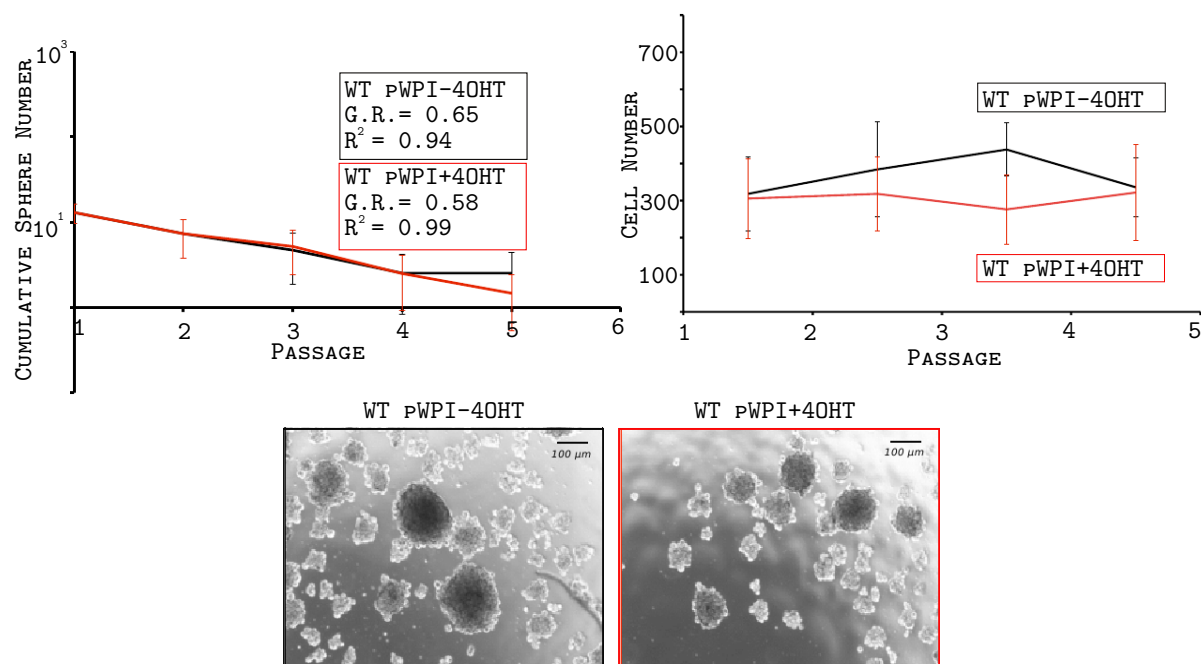 10³
10¹
CUMULATIVE SPHERE NUMBER
WT PWPI-4OHT
G.R.= 0.65
R² = 0.94
WT PWPI+4OHT
G.R.= 0.58
R² = 0.99
1 2 3 4 5 6
PASSAGE
700
500
300
100
CELL NUMBER
WT PWPI-4OHT
WT PWPI+4OHT
1 2 3 4 5
PASSAGE
WT PWPI-4OHT
WT PWPI+4OHT
100 µm
100 µm